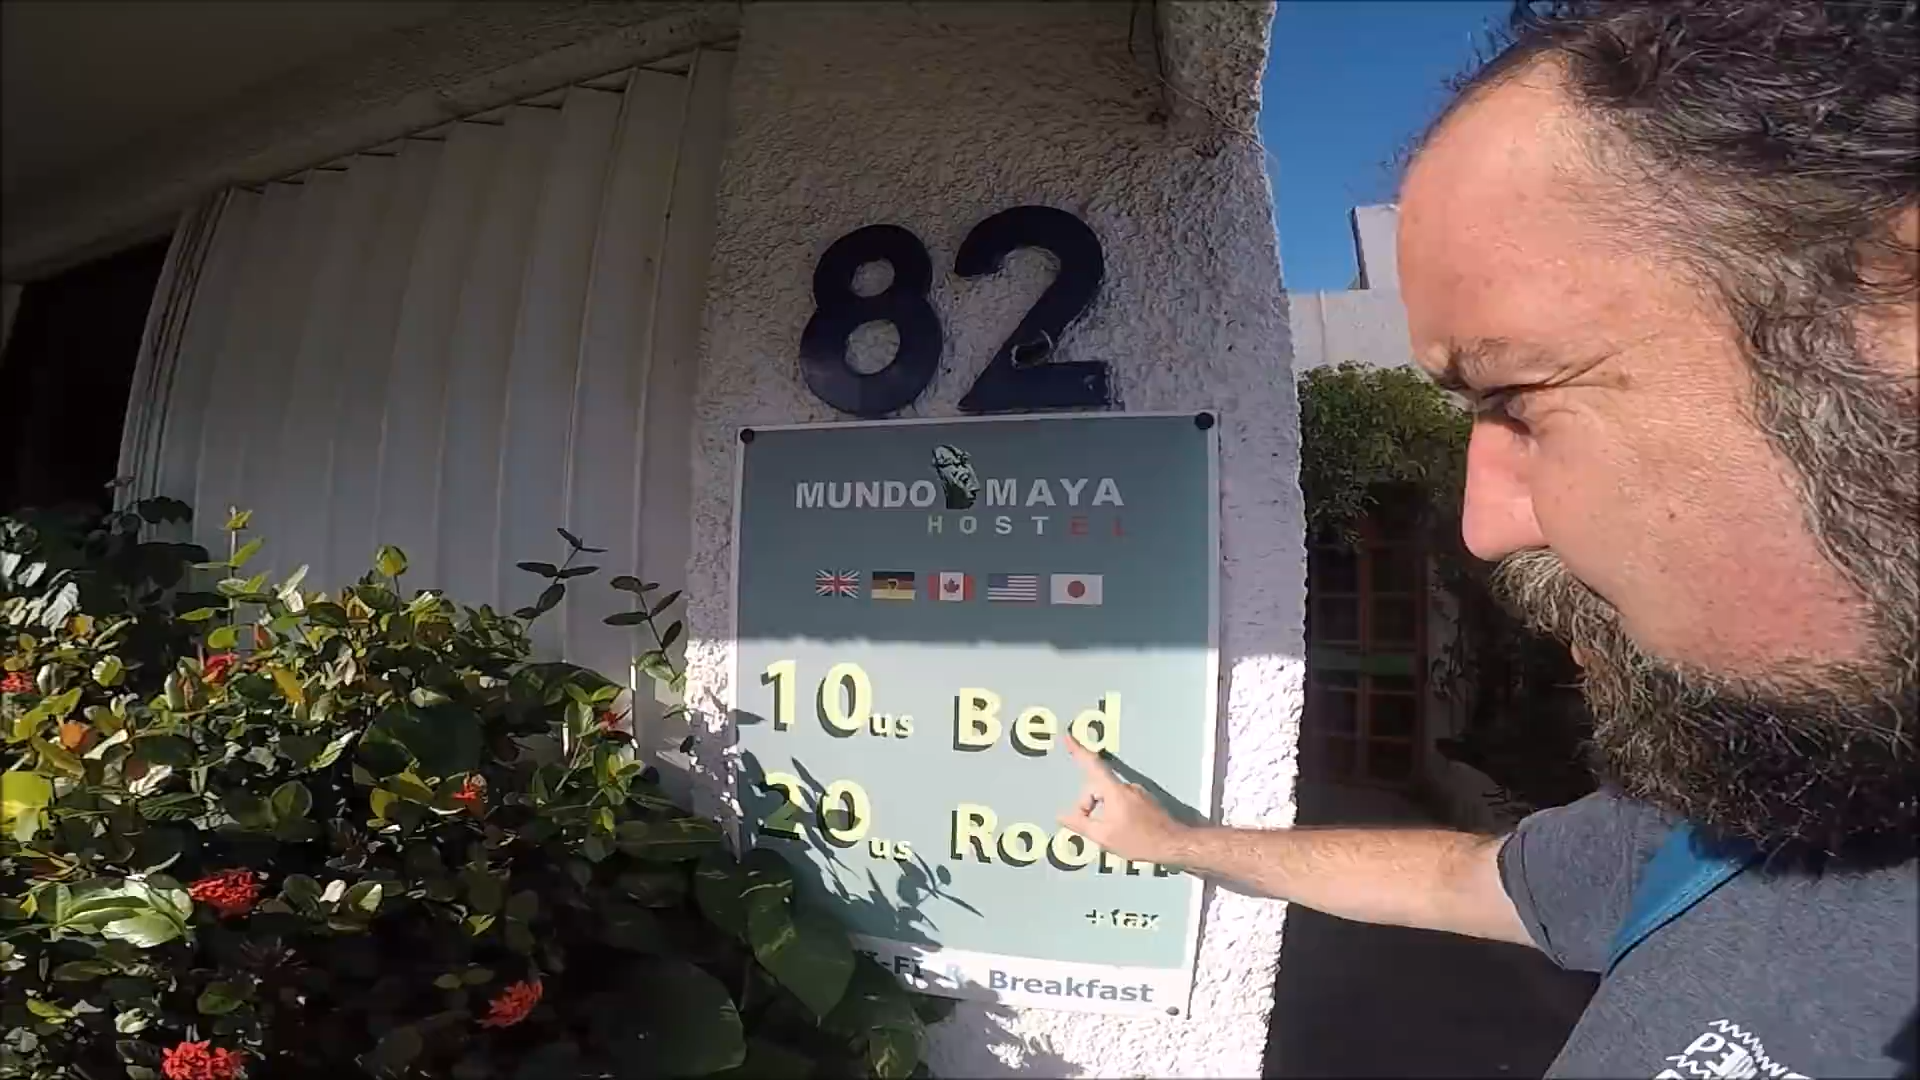 82
MUNDO MAYA
HOSTEL
10us Bed
20us Room
+tax
Breakfast